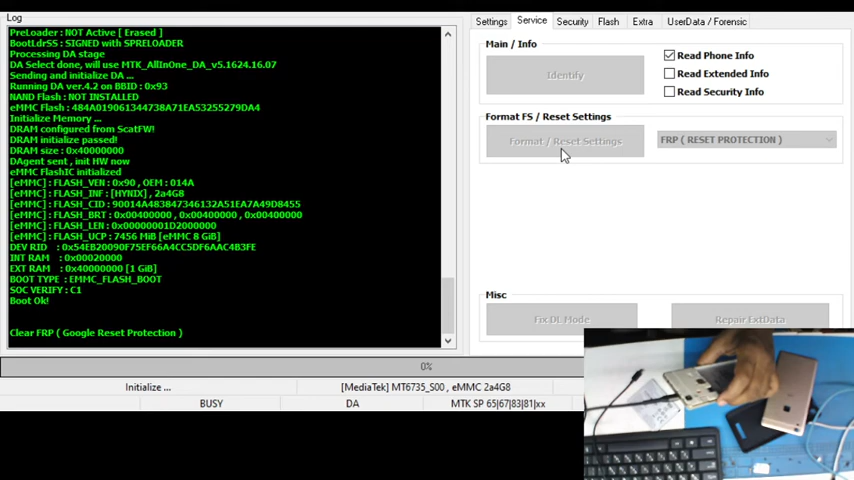 Log
PreLoader : NOT Active [ Erased ]
BootLdrSS : SIGNED with SPRELOADER
Processing DA stage
DA Select done, will use MTK_AllInOne_DA_v5.1624.16.07
Sending and initialize DA ...
Running DA ver.4.2 on BBID : 0x93
NAND Flash : NOT INSTALLED
eMMC Flash : 484A019061344738A71EA53255279DA4
Initialize Memory ...
DRAM configured from ScatFW!
DRAM initialize passed!
DRAM size : 0x40000000
DAgent sent , init HW now
eMMC FlashIC initialized
[eMMC] : FLASH_VEN : 0x90 , OEM : 014A
[eMMC] : FLASH_INF : [HYNIX] , 2a4G8
[eMMC] : FLASH_CID : 90014A483847346132A51EA7A49D8455
[eMMC] : FLASH_BRT : 0x00400000 , 0x00400000 , 0x00400000
[eMMC] : FLASH_LEN : 0x00000001D2000000
[eMMC] : FLASH_UCP : 7456 MiB [eMMC 8 GiB]
DEV RID : 0x54EB20090F75EF66A4CC5DF6AAC4B3FE
INT RAM : 0x00020000
EXT RAM : 0x40000000 [1 GiB]
BOOT TYPE : EMMC_FLASH_BOOT
SOC VERIFY : C1
Boot Ok!
Clear FRP ( Google Reset Protection )
Settings Service Security Flash Extra UserData / Forensic
Main / Info
Identify
Read Phone Info
Read Extended Info
Read Security Info
Format FS / Reset Settings
Format / Reset Settings
FRP ( RESET PROTECTION )
Misc
Fix DL Mode
Repair ExtData
0%
Initialize ... [MediaTek] MT6735_S00 , eMMC 2a4G8
BUSY DA MTK SP 65|67|83|81|xx